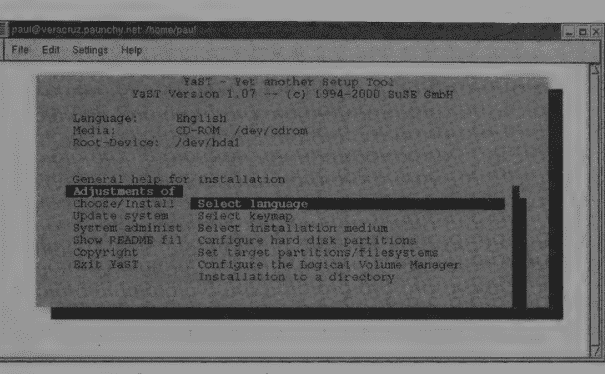 paul@veracruz.paunchy.net: /home/paul
File Edit Settings Help
YaST - Yet another Setup Tool
YaST Version 1.07 -- (c) 1994-2000 SuSE GmbH
Language: English
Media: CD-ROM /dev/cdrom
Root-Device: /dev/hda1
General help for installation
Adjustments of
Choose/Install Select language
Update system Select keymap
System administ Select installation medium
Show README fil Configure hard disk partitions
Copyright Set target partitions/filesystems
Exit YaST Configure the Logical Volume Manager
Installation to a directory